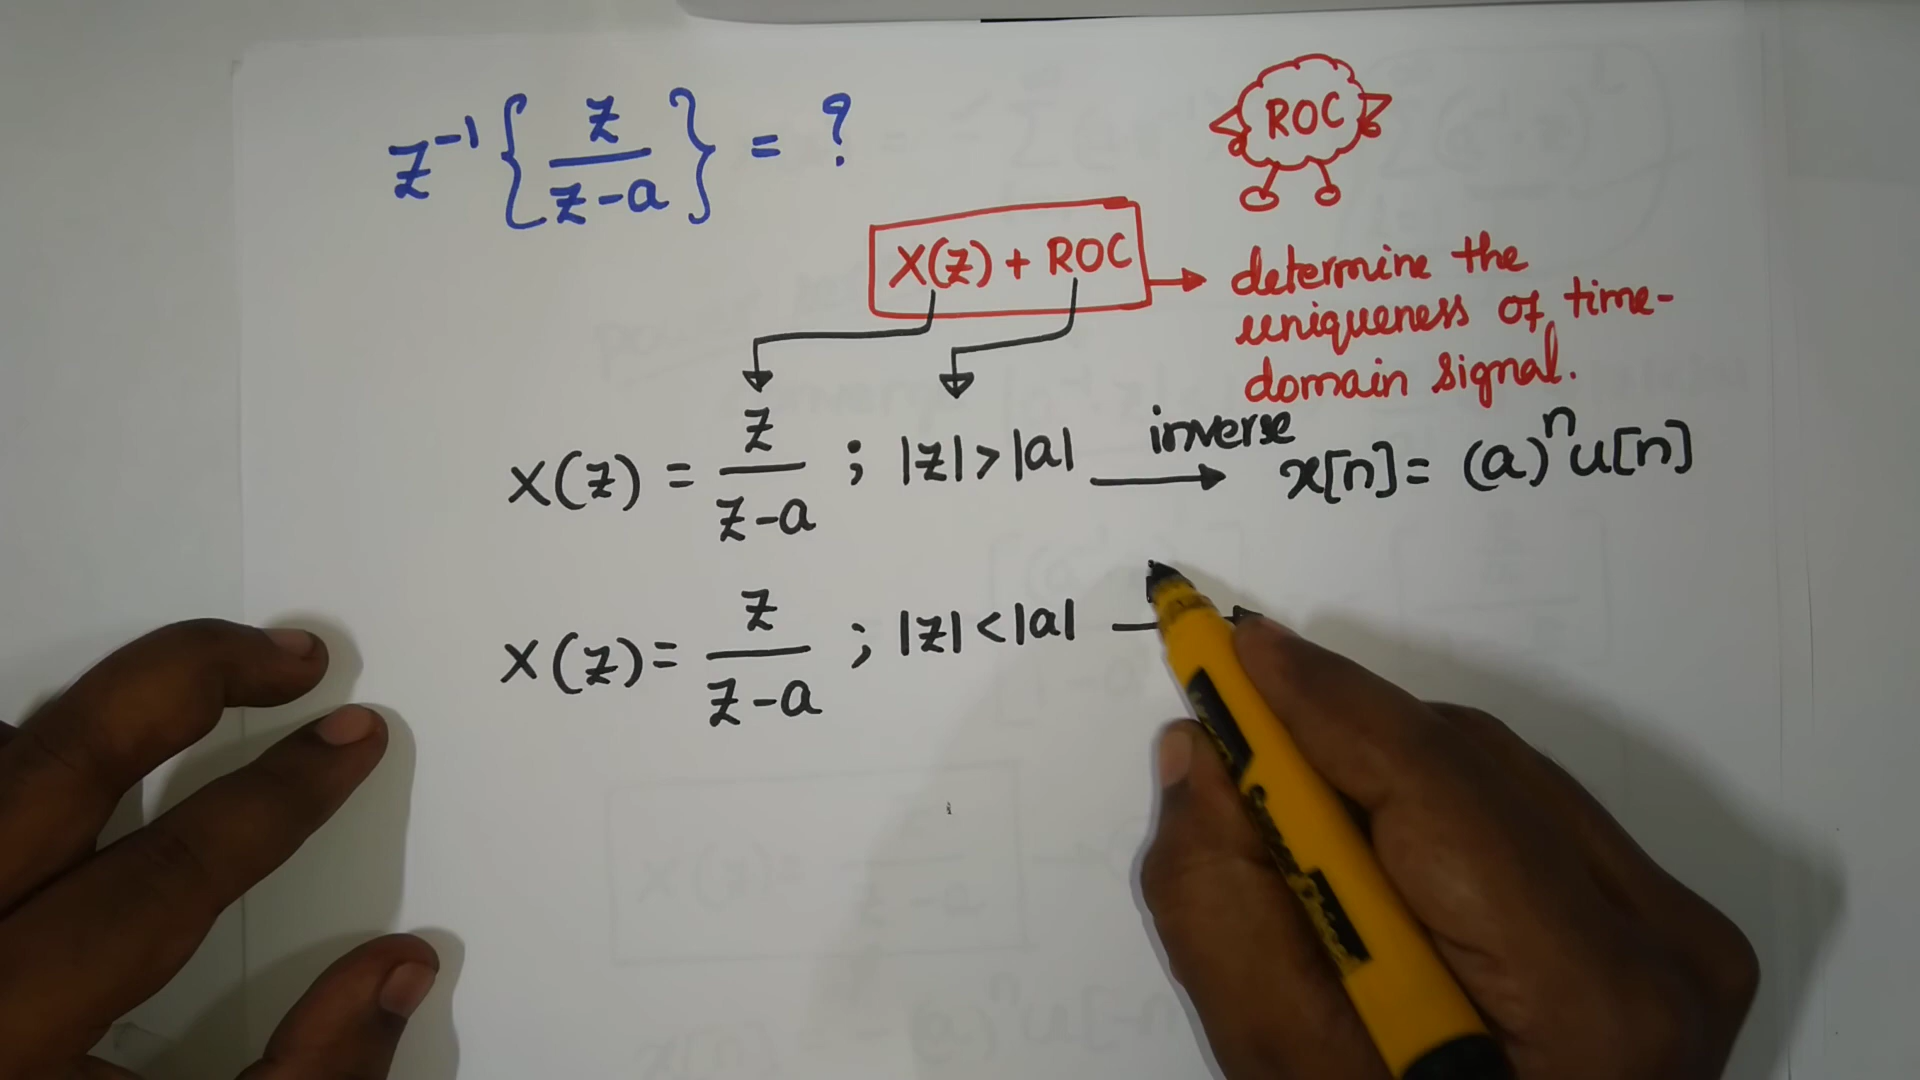 z⁻¹ { z / (z-a) } = ?
ROC
X(z) + ROC
determine the
uniqueness of time-
domain signal.
X(z) = z / (z-a) ; |z| > |a| inverse → x[n] = (a)ⁿ u[n]
X(z) = z / (z-a) ; |z| < |a| →